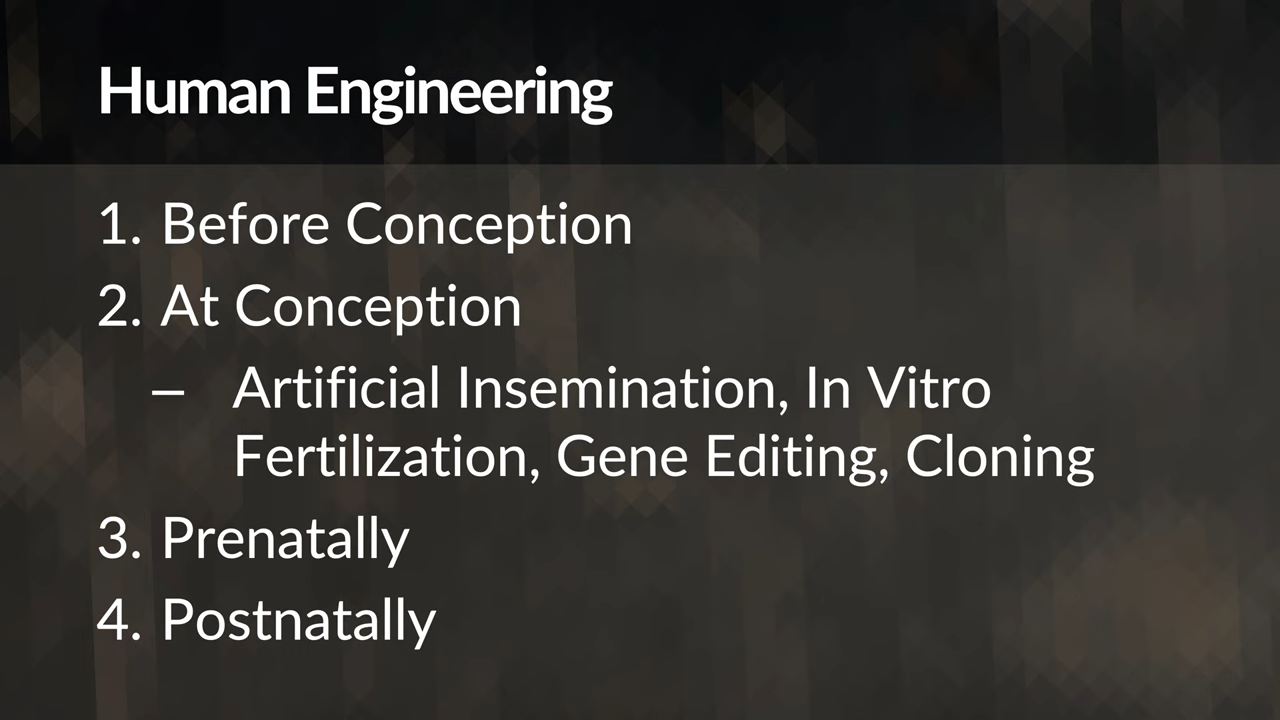 Human Engineering
1. Before Conception
2. At Conception
– Artificial Insemination, In Vitro
Fertilization, Gene Editing, Cloning
3. Prenatally
4. Postnatally